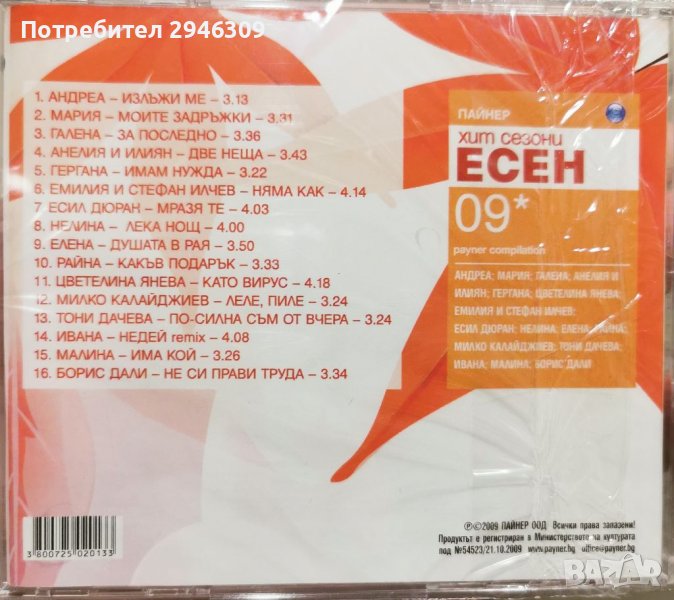 Потребител 2946309
1. АНДРЕА – ИЗЛЪЖИ МЕ – 3.13
2. МАРИЯ – МОИТЕ ЗАДРЪЖКИ – 3.31
3. ГАЛЕНА – ЗА ПОСЛЕДНО – 3.36
4. АНЕЛИЯ И ИЛИЯН – ДВЕ НЕЩА – 3.43
5. ГЕРГАНА – ИМАМ НУЖДА – 3.22
6. ЕМИЛИЯ И СТЕФАН ИЛЧЕВ – НЯМА КАК – 4.14
7. ЕСИЛ ДЮРАН – МРАЗЯ ТЕ – 4.03
8. НЕЛИНА – ЛЕКА НОЩ – 4.00
9. ЕЛЕНА – ДУШАТА В РАЯ – 3.50
10. РАЙНА – КАКЪВ ПОДАРЪК – 3.33
11. ЦВЕТЕЛИНА ЯНЕВА – КАТО ВИРУС – 4.18
12. МИЛКО КАЛАЙДЖИЕВ – ЛЕЛЕ, ПИЛЕ – 3.24
13. ТОНИ ДАЧЕВА – ПО-СИЛНА СЪМ ОТ ВЧЕРА – 3.24
14. ИВАНА – НЕДЕЙ remix – 4.08
15. МАЛИНА – ИМА КОЙ – 3.26
16. БОРИС ДАЛИ – НЕ СИ ПРАВИ ТРУДА – 3.34
ПАЙНЕР
хит сезони
ЕСЕН
09*
payner compilation
АНДРЕА; МАРИЯ; ГАЛЕНА; АНЕЛИЯ И
ИЛИЯН; ГЕРГАНА; ЦВЕТЕЛИНА ЯНЕВА;
ЕМИЛИЯ И СТЕФАН ИЛЧЕВ;
ЕСИЛ ДЮРАН; НЕЛИНА; ЕЛЕНА; РАЙНА;
МИЛКО КАЛАЙДЖИЕВ; ТОНИ ДАЧЕВА;
ИВАНА; МАЛИНА; БОРИС ДАЛИ
3800725020133
℗©2009 ПАЙНЕР ООД Всички права запазени!
Продуктът е регистриран в Министерството на културата
под №54523/21.10.2009 www.payner.bg office@payner.bg
BAZAR